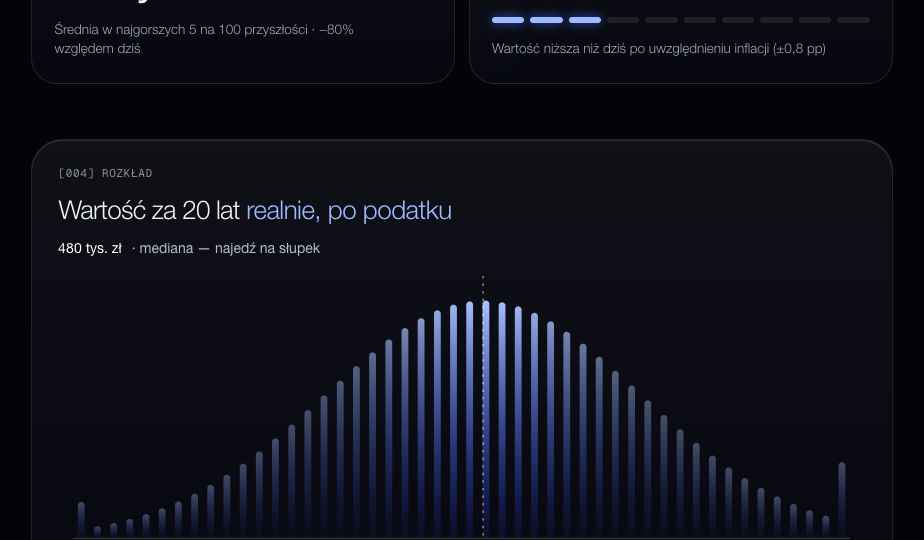 Średnia w najgorszych 5 na 100 przyszłości · −80%
względem dziś
Wartość niższa niż dziś po uwzględnieniu inflacji (±0,8 pp)
[004] ROZKŁAD
Wartość za 20 lat realnie, po podatku
480 tys. zł · mediana — najedź na słupek